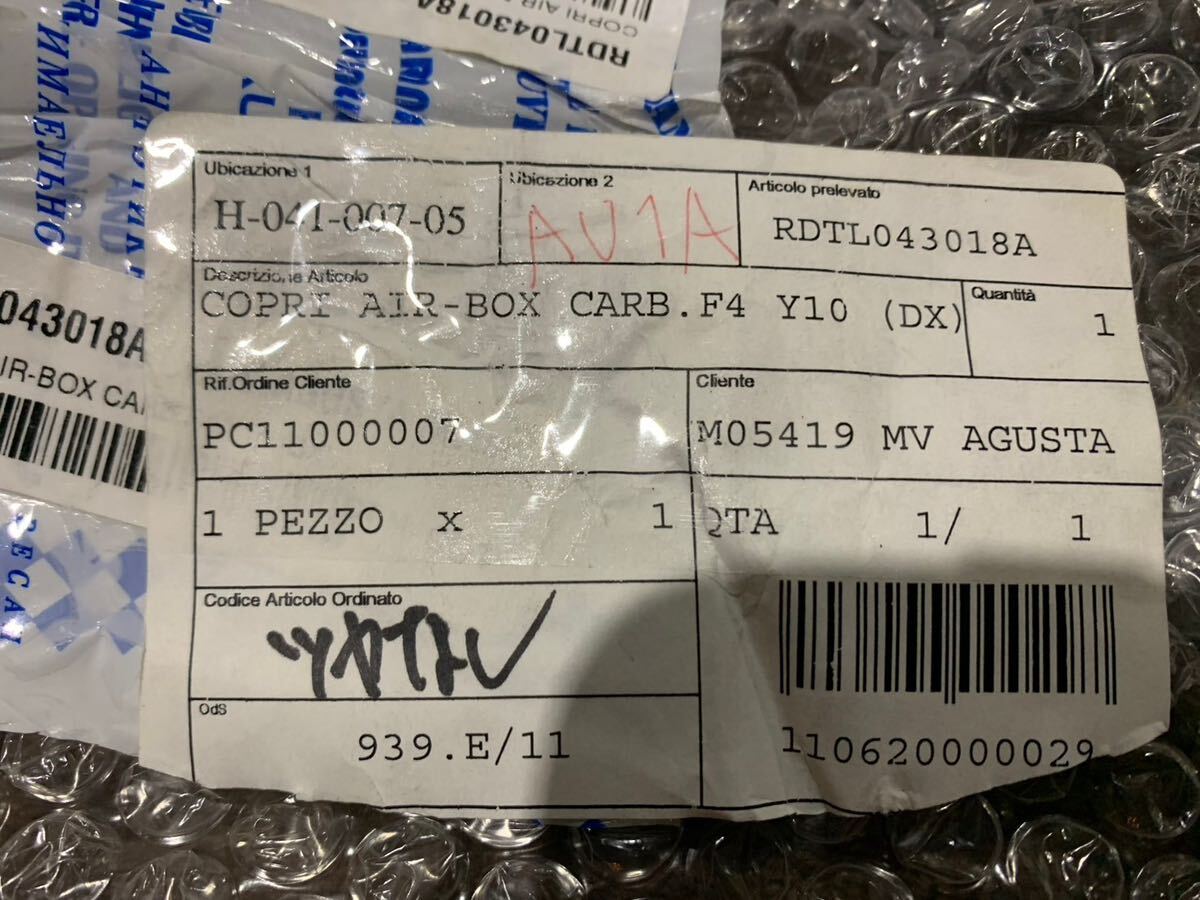 RDTL043018A
COPRI AIR
Ubicazione 1
H-041-007-05
Ubicazione 2
AU1A
Articolo prelevato
RDTL043018A
Descrizione Articolo
COPRI AIR-BOX CARB.F4 Y10 (DX)
Quantità
1
Rif.Ordine Cliente
PC11000007
Cliente
M05419 MV AGUSTA
1 PEZZO x 1
QTA 1/ 1
Codice Articolo Ordinato
OdS
939.E/11
110620000029
043018A
IR-BOX CA